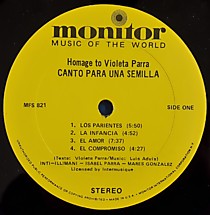 monitor
MUSIC OF THE WORLD
Homage to Violeta Parra
CANTO PARA UNA SEMILLA
MFS 821
SIDE ONE
1. LOS PARIENTES (5:50)
2. LA INFANCIA (4:52)
3. EL AMOR (7:37)
4. EL COMPROMISO (4:27)
(Texts: Violeta Parra/Music: Luis Advis)
INTI-ILLIMANI - ISABEL PARRA - MARES GONZALEZ
Licensed by Intermusique
STEREO